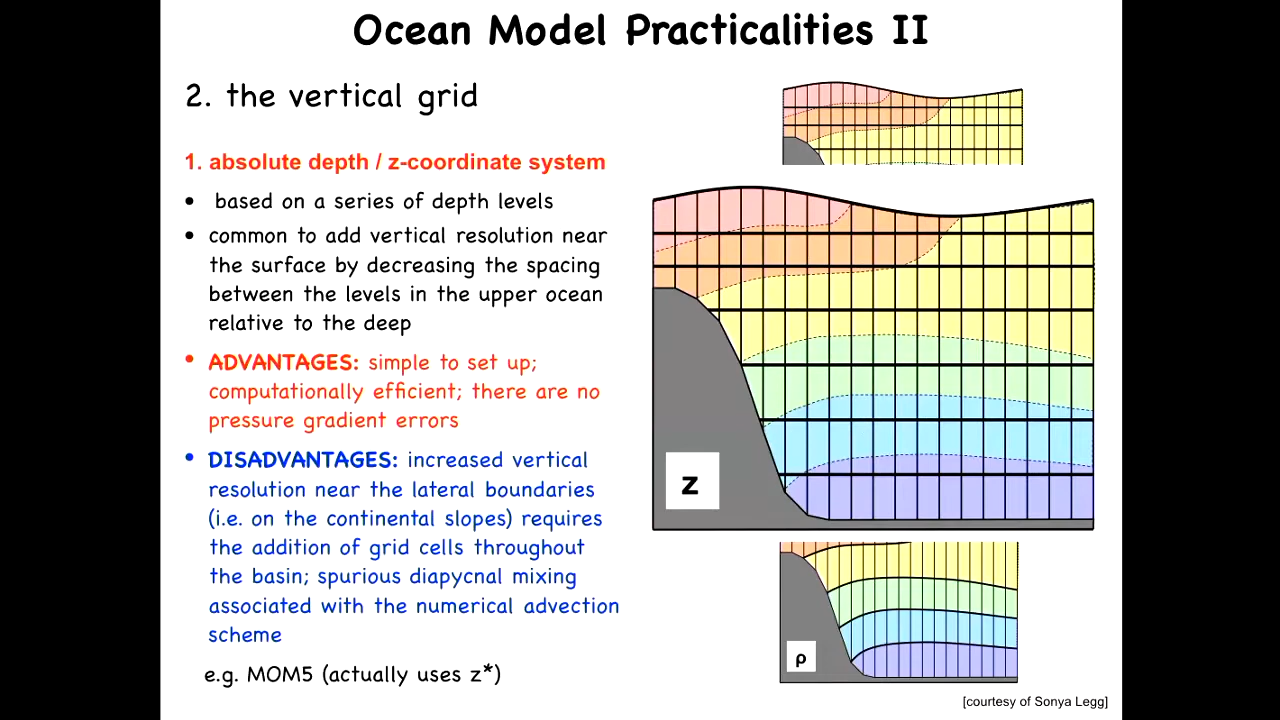 Ocean Model Practicalities II
2. the vertical grid
1. absolute depth / z-coordinate system
• based on a series of depth levels
• common to add vertical resolution near
the surface by decreasing the spacing
between the levels in the upper ocean
relative to the deep
• ADVANTAGES: simple to set up;
computationally efficient; there are no
pressure gradient errors
• DISADVANTAGES: increased vertical
resolution near the lateral boundaries
(i.e. on the continental slopes) requires
the addition of grid cells throughout
the basin; spurious diapycnal mixing
associated with the numerical advection
scheme
e.g. MOM5 (actually uses z*)
z
ρ
[courtesy of Sonya Legg]